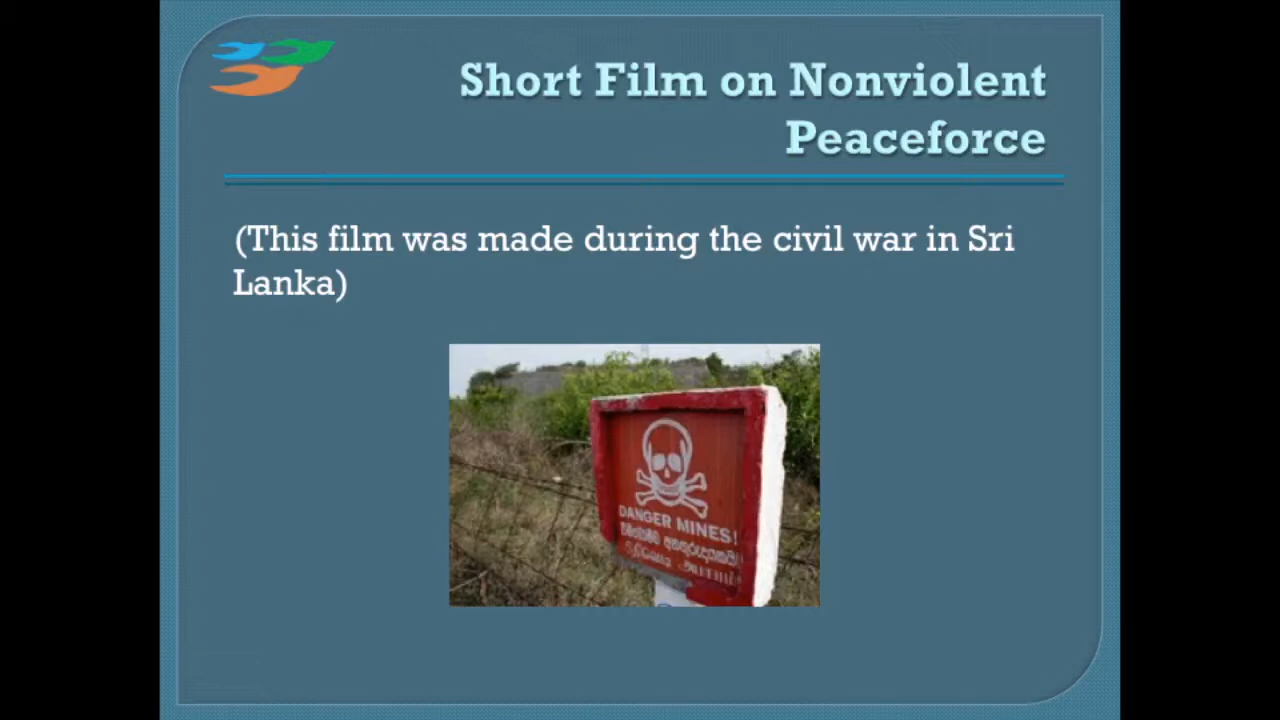 Short Film on Nonviolent
Peaceforce
(This film was made during the civil war in Sri
Lanka)
DANGER MINES!